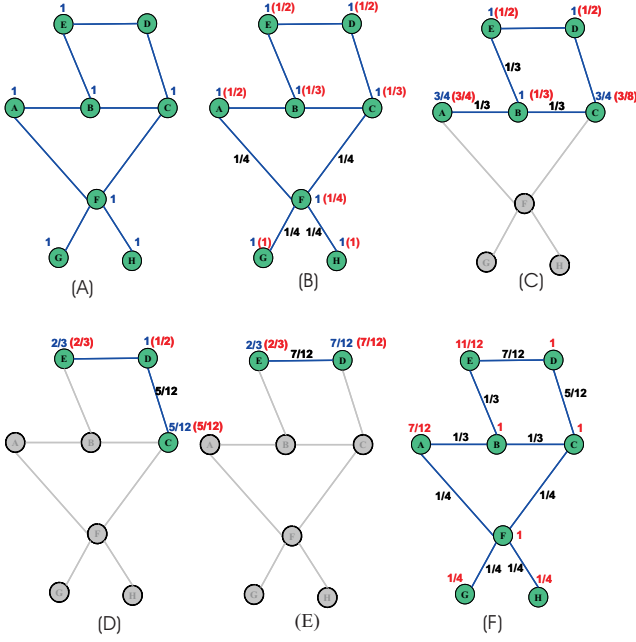 1
E
D
1
1
1
A
B
C
F
1
1
1
G
H
(A)
1(1/2)
1(1/2)
E
D
1(1/2)
1(1/3)
1(1/3)
A
B
C
1/4
1/4
F
1(1/4)
1/4
1/4
1(1)
1(1)
G
H
(B)
1(1/2)
1(1/2)
E
D
1/3
3/4(3/4)
1(1/3)
3/4(3/8)
1/3
1/3
A
B
C
F
G
H
(C)
2/3(2/3)
1(1/2)
E
D
5/12
5/12(5/12)
A
B
C
F
G
H
(D)
2/3(2/3)
7/12
7/12(7/12)
E
D
A
B
C
F
G
H
(E)
11/12
1
E
7/12
D
1/3
5/12
7/12
1
1
A
1/3
B
1/3
C
1/4
1/4
F
1
1/4
1/4
1/4
1/4
G
H
(F)